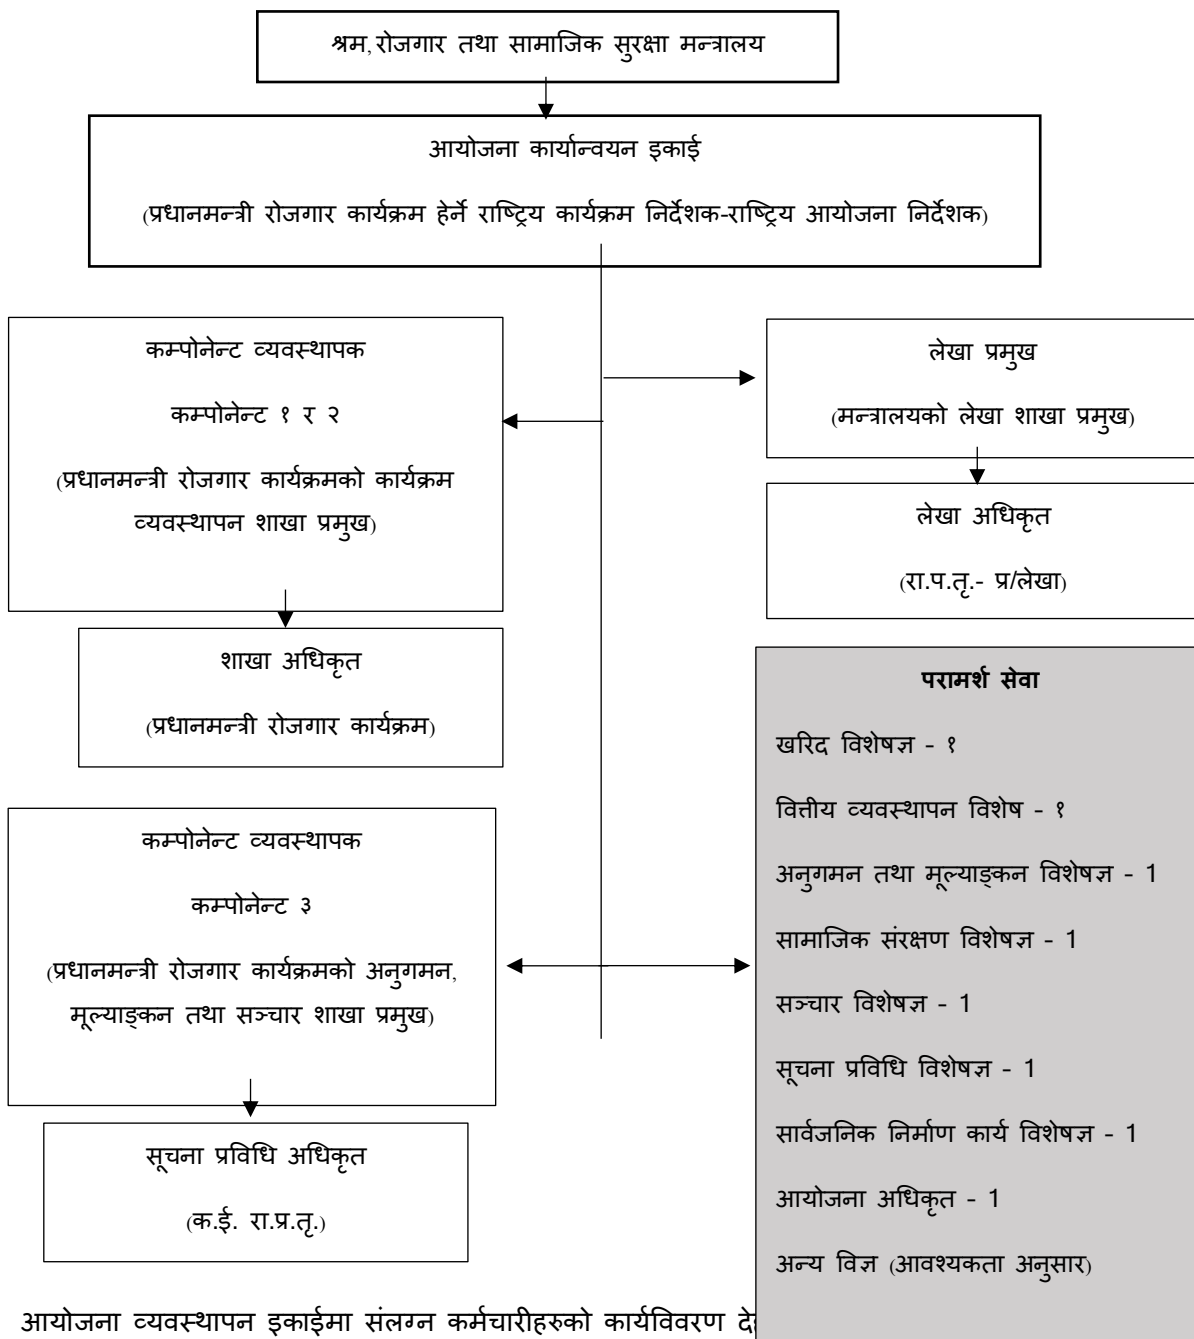 श्रम, रोजगार तथा सामाजिक सुरक्षा मन्त्रालय
आयोजना कार्यान्वयन इकाई
(प्रधानमन्त्री रोजगार कार्यक्रम हेर्ने राष्ट्रिय कार्यक्रम निर्देशक-राष्ट्रिय आयोजना निर्देशक)
कम्पोनेन्ट व्यवस्थापक
कम्पोनेन्ट १ र २
(प्रधानमन्त्री रोजगार कार्यक्रमको कार्यक्रम
व्यवस्थापन शाखा प्रमुख)
लेखा प्रमुख
(मन्त्रालयको लेखा शाखा प्रमुख)
लेखा अधिकृत
(रा.प.तृ.- प्र/लेखा)
शाखा अधिकृत
(प्रधानमन्त्री रोजगार कार्यक्रम)
कम्पोनेन्ट व्यवस्थापक
कम्पोनेन्ट ३
(प्रधानमन्त्री रोजगार कार्यक्रमको अनुगमन,
मूल्याङ्कन तथा सञ्चार शाखा प्रमुख)
सूचना प्रविधि अधिकृत
(क.ई. रा.प्र.तृ.)
परामर्श सेवा
खरिद विशेषज्ञ - १
वित्तीय व्यवस्थापन विशेष - १
अनुगमन तथा मूल्याङ्कन विशेषज्ञ - 1
सामाजिक संरक्षण विशेषज्ञ - 1
सञ्चार विशेषज्ञ - 1
सूचना प्रविधि विशेषज्ञ - 1
सार्वजनिक निर्माण कार्य विशेषज्ञ - 1
आयोजना अधिकृत - 1
अन्य विज्ञ (आवश्यकता अनुसार)
आयोजना व्यवस्थापन इकाईमा संलग्न कर्मचारीहरुको कार्यविवरण